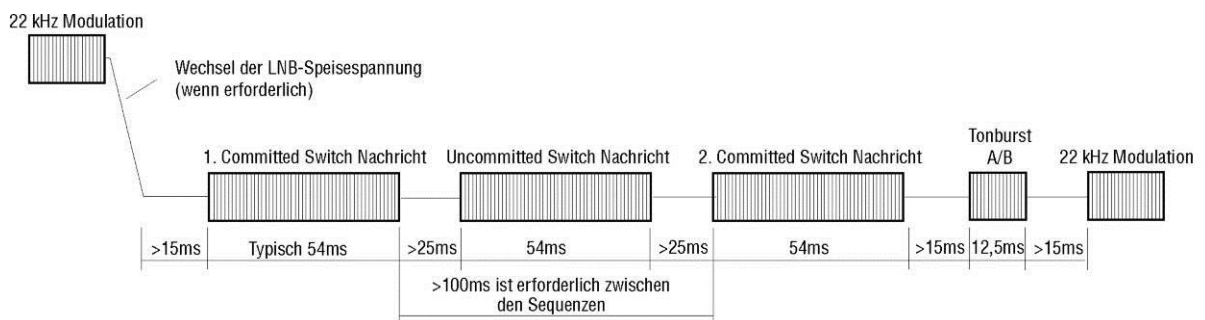 22 kHz Modulation
Wechsel der LNB-Speisespannung
(wenn erforderlich)
1. Committed Switch Nachricht
Uncommitted Switch Nachricht
2. Committed Switch Nachricht
Tonburst
A/B
22 kHz Modulation
>15ms
Typisch 54ms
>25ms
54ms
>25ms
54ms
>15ms
12,5ms
>15ms
>100ms ist erforderlich zwischen
den Sequenzen